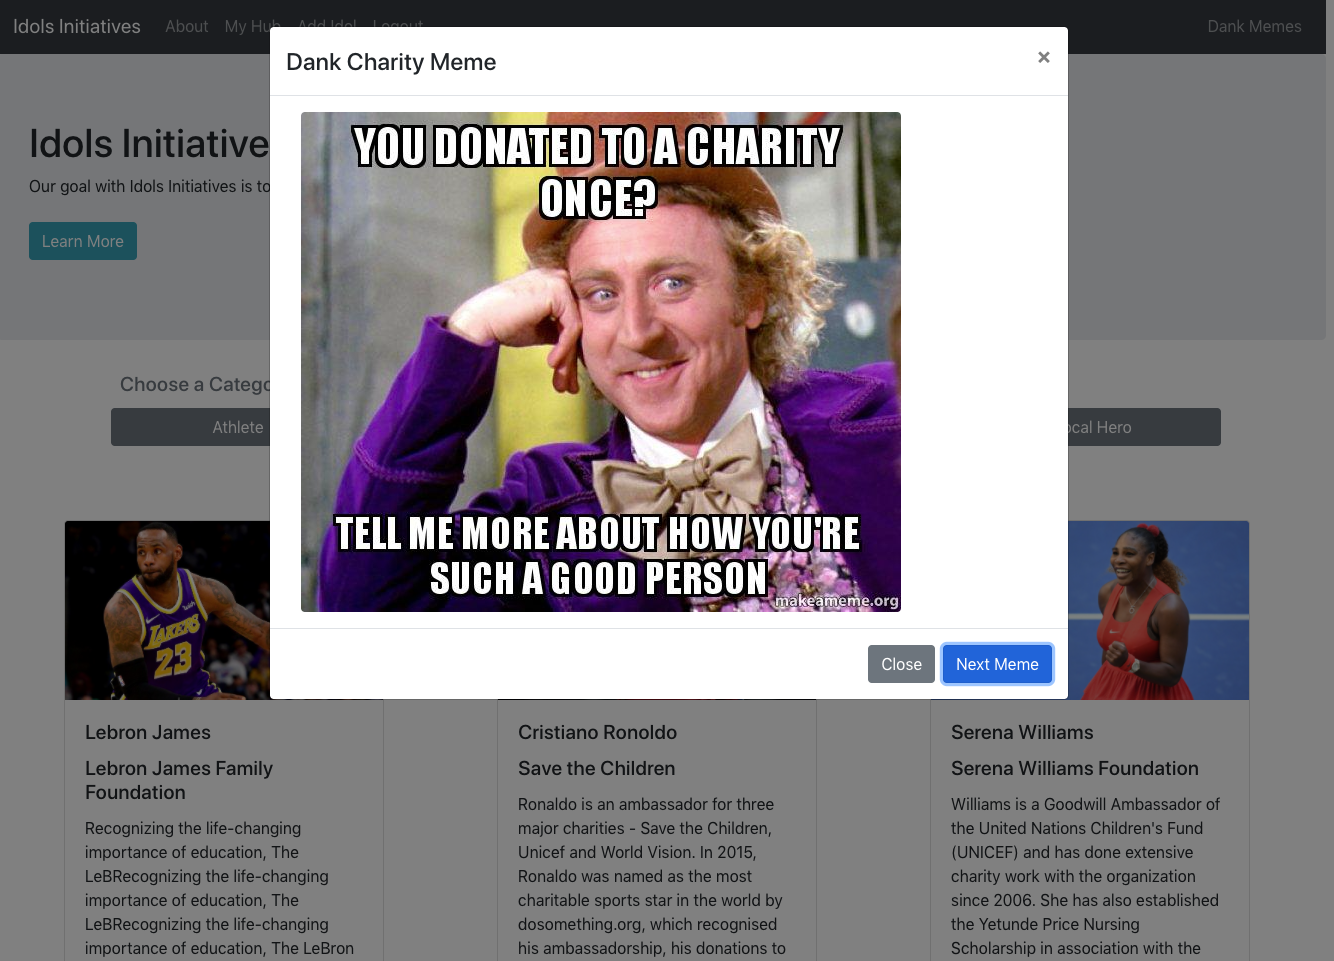 Idols Initiatives
About
My Hub
Add Idol
Logout
Dank Memes
Dank Charity Meme
×
YOU DONATED TO A CHARITY
ONCE?
TELL ME MORE ABOUT HOW YOU'RE
SUCH A GOOD PERSON
makeameme.org
Close
Next Meme
Idols Initiative
Our goal with Idols Initiatives is to
Learn More
Choose a Catego
Athlete
ocal Hero
LAKERS
23
Lebron James
Lebron James Family
Foundation
Recognizing the life-changing
importance of education, The
LeBRecognizing the life-changing
importance of education, The
LeBRecognizing the life-changing
importance of education, The LeBron
Cristiano Ronoldo
Save the Children
Ronaldo is an ambassador for three
major charities - Save the Children,
Unicef and World Vision. In 2015,
Ronaldo was named as the most
charitable sports star in the world by
dosomething.org, which recognised
his ambassadorship, his donations to
Serena Williams
Serena Williams Foundation
Williams is a Goodwill Ambassador of
the United Nations Children's Fund
(UNICEF) and has done extensive
charity work with the organization
since 2006. She has also established
the Yetunde Price Nursing
Scholarship in association with the